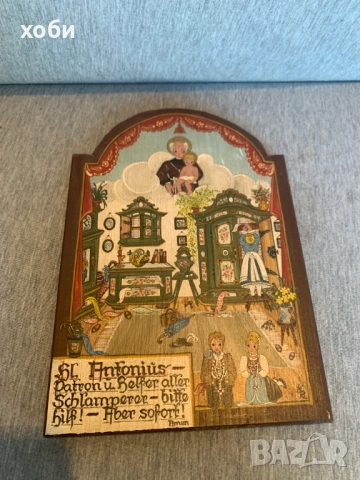 хоби
Hl. Antonius—
Patron u. Helfer aller
Schlamperer – bitte
hilf! – Aber sofort!
Amen
BAZAR